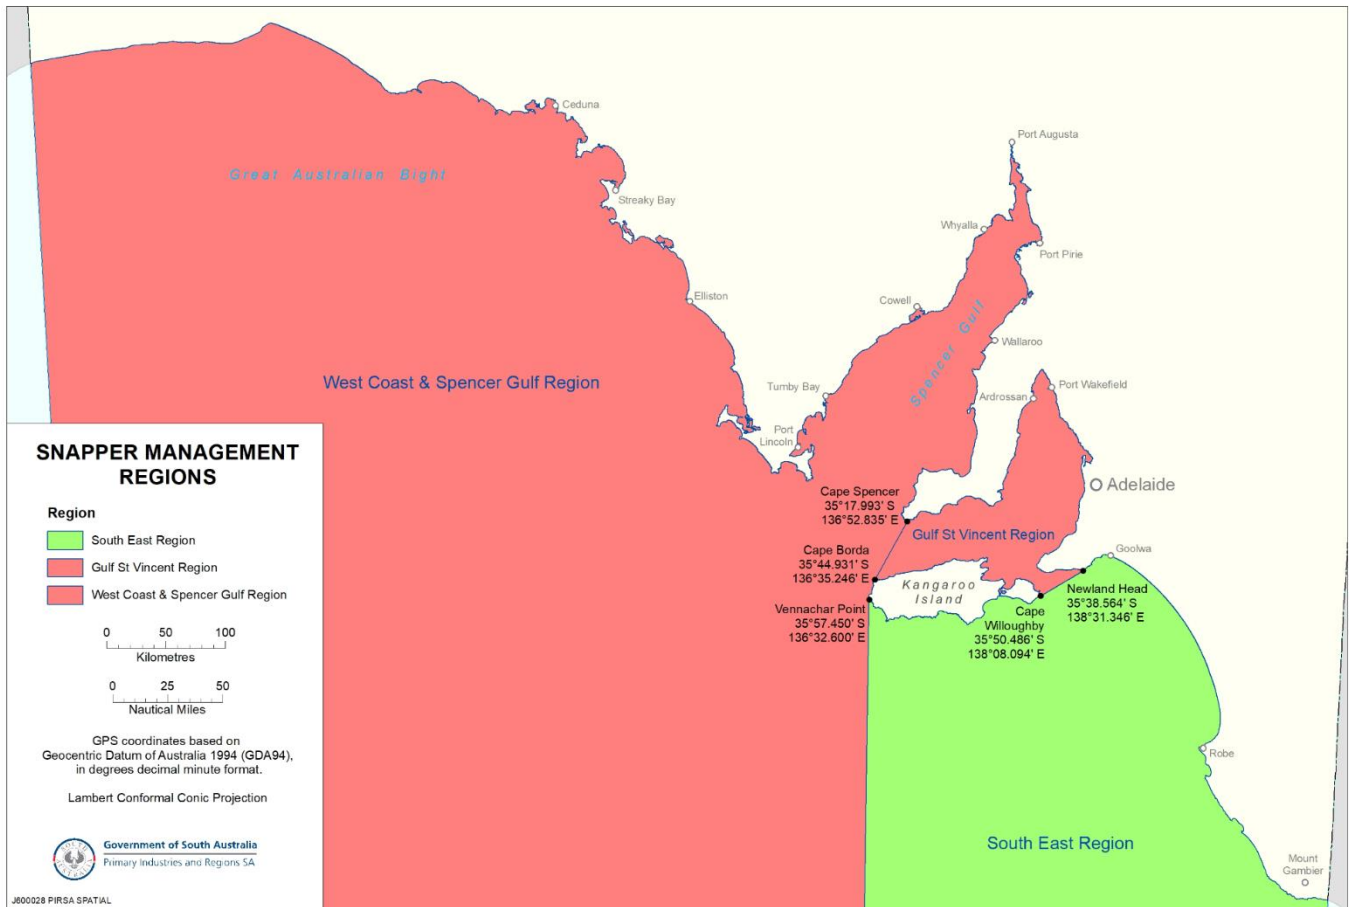 Ceduna
Port Augusta
Great Australian Bight
Streaky Bay
Whyalla
Port Pirie
Elliston
Cowell
Spencer Gulf
Wallaroo
West Coast & Spencer Gulf Region
Tumby Bay
Port Wakefield
Ardrossan
Port
Lincoln
Adelaide
Cape Spencer
35°17.993' S
136°52.835' E
Gulf St Vincent Region
Goolwa
Cape Borda
35°44.931' S
136°35.246' E
Kangaroo
Island
Newland Head
35°38.564' S
138°31.346' E
Vennachar Point
35°57.450' S
136°32.600' E
Cape
Willoughby
35°50.486' S
138°08.094' E
Robe
South East Region
Mount
Gambier
SNAPPER MANAGEMENT
REGIONS
Region
South East Region
Gulf St Vincent Region
West Coast & Spencer Gulf Region
0 50 100
Kilometres
0 25 50
Nautical Miles
GPS coordinates based on
Geocentric Datum of Australia 1994 (GDA94),
in degrees decimal minute format.
Lambert Conformal Conic Projection
Government of South Australia
Primary Industries and Regions SA
J600028 PIRSA SPATIAL